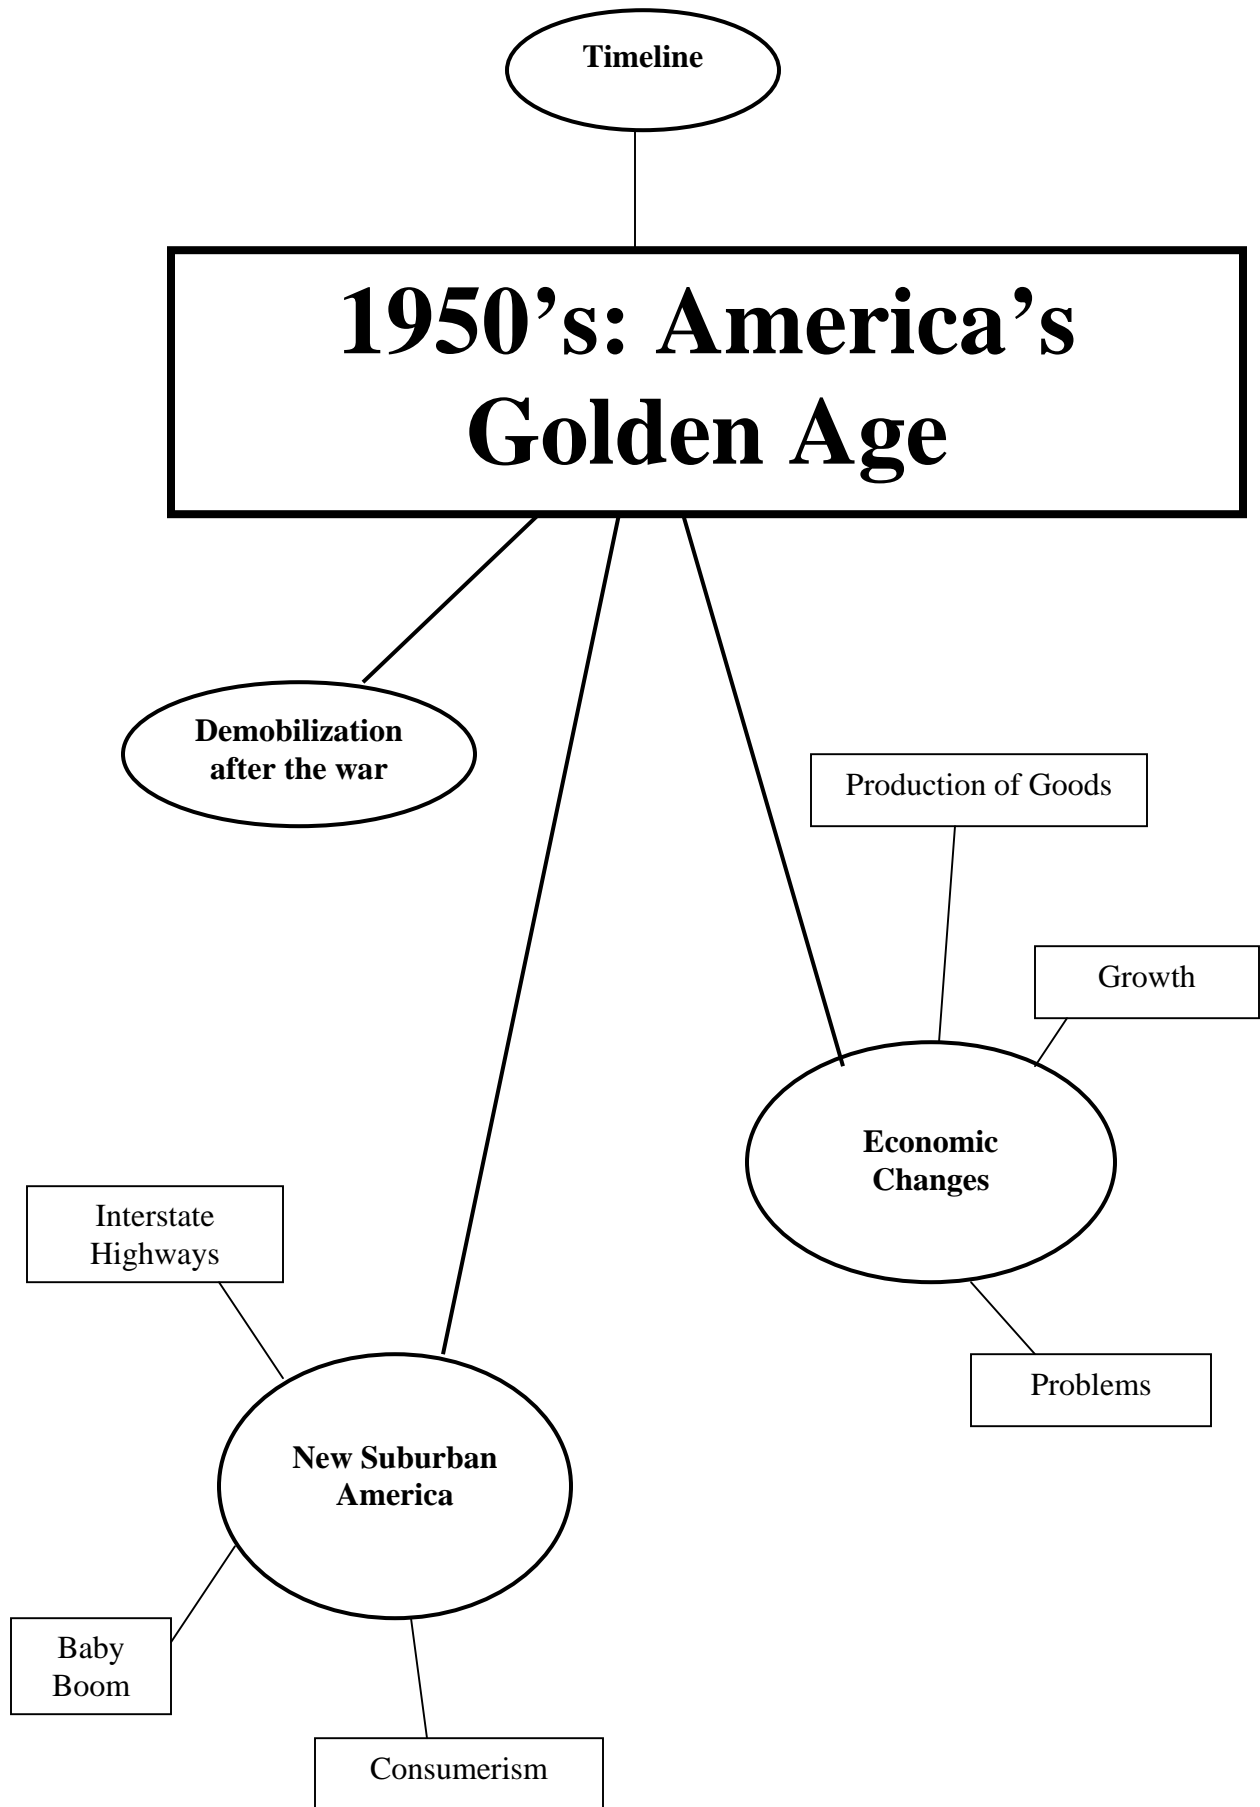 Timeline
1950’s: America’s
Golden Age
Demobilization
after the war
Production of Goods
Growth
Economic
Changes
Interstate
Highways
Problems
New Suburban
America
Baby
Boom
Consumerism